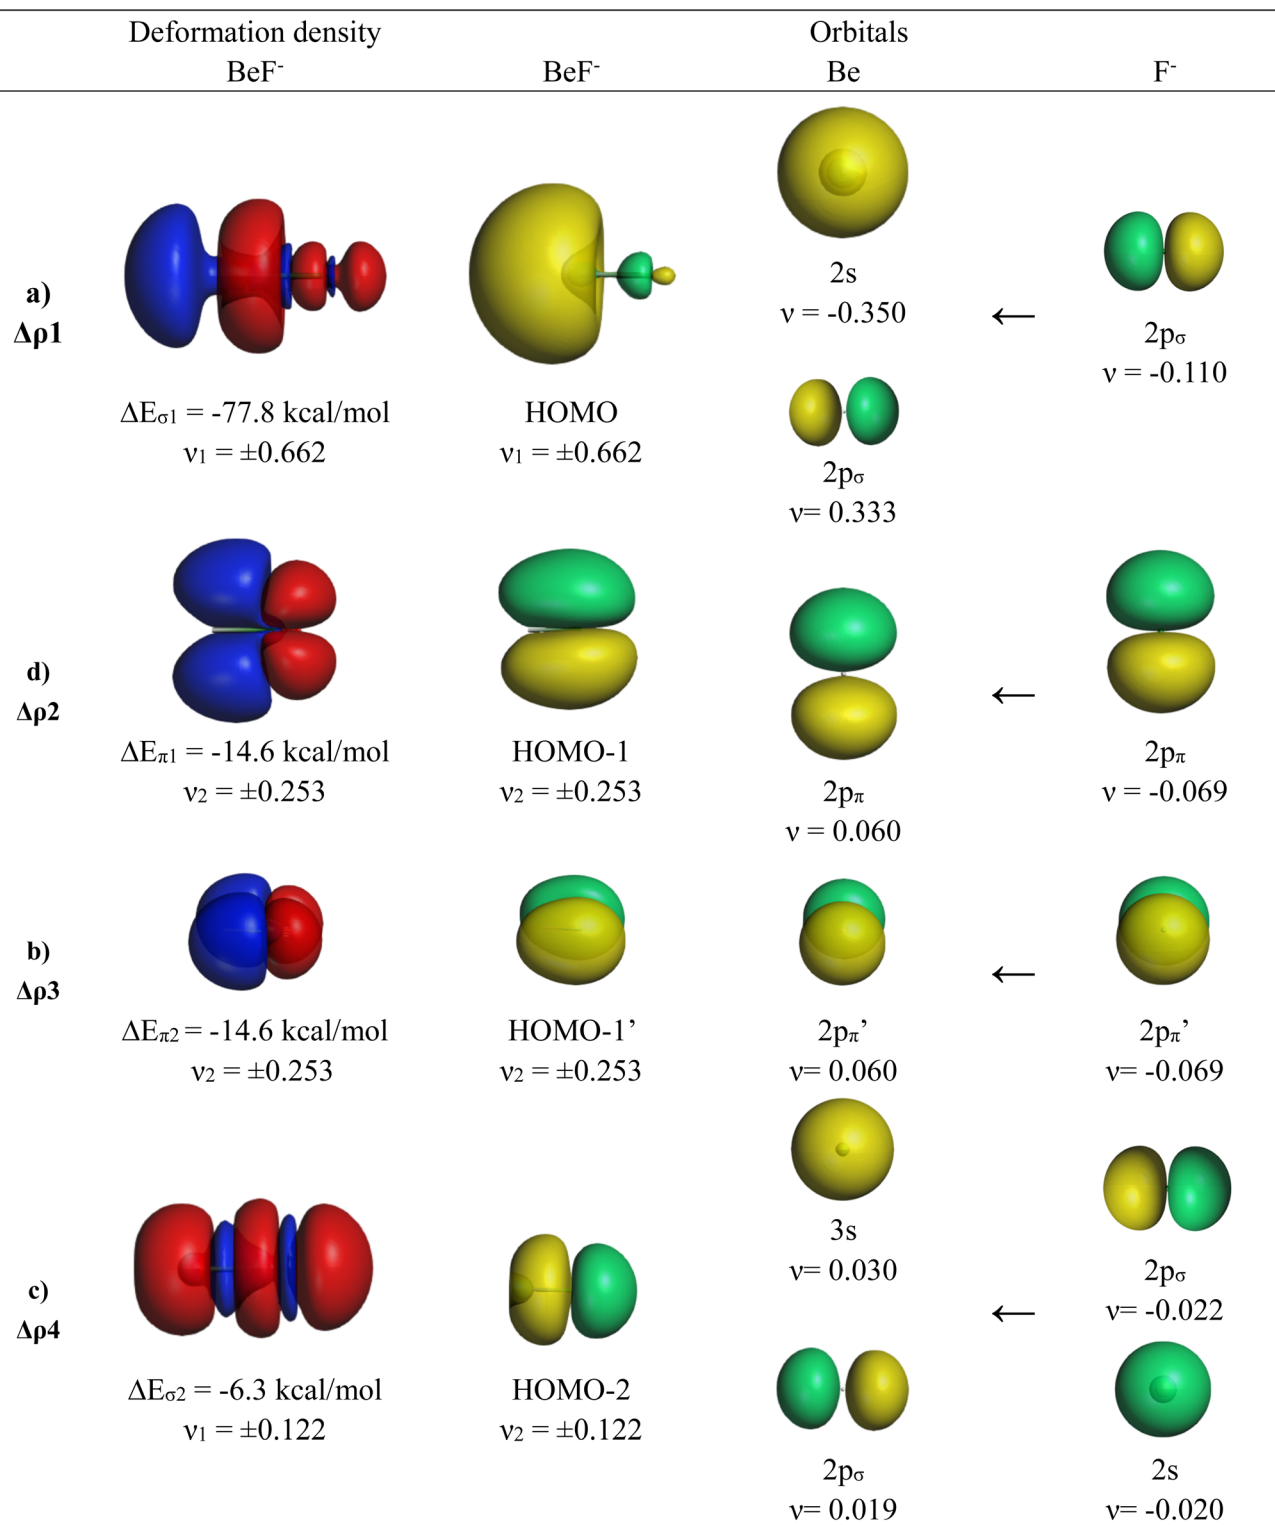 Deformation density Orbitals
BeF- BeF- Be F-
a)
Δρ1
2s
ν = -0.350
←
2pσ
ν = -0.110
ΔEσ1 = -77.8 kcal/mol
ν1 = ±0.662
HOMO
ν1 = ±0.662
2pσ
ν= 0.333
d)
Δρ2
←
ΔEπ1 = -14.6 kcal/mol
ν2 = ±0.253
HOMO-1
ν2 = ±0.253
2pπ
ν = 0.060
2pπ
ν = -0.069
b)
Δρ3
←
ΔEπ2 = -14.6 kcal/mol
ν2 = ±0.253
HOMO-1’
ν2 = ±0.253
2pπ’
ν= 0.060
2pπ’
ν= -0.069
c)
Δρ4
3s
ν= 0.030
←
2pσ
ν= -0.022
ΔEσ2 = -6.3 kcal/mol
ν1 = ±0.122
HOMO-2
ν2 = ±0.122
2pσ
ν= 0.019
2s
ν= -0.020